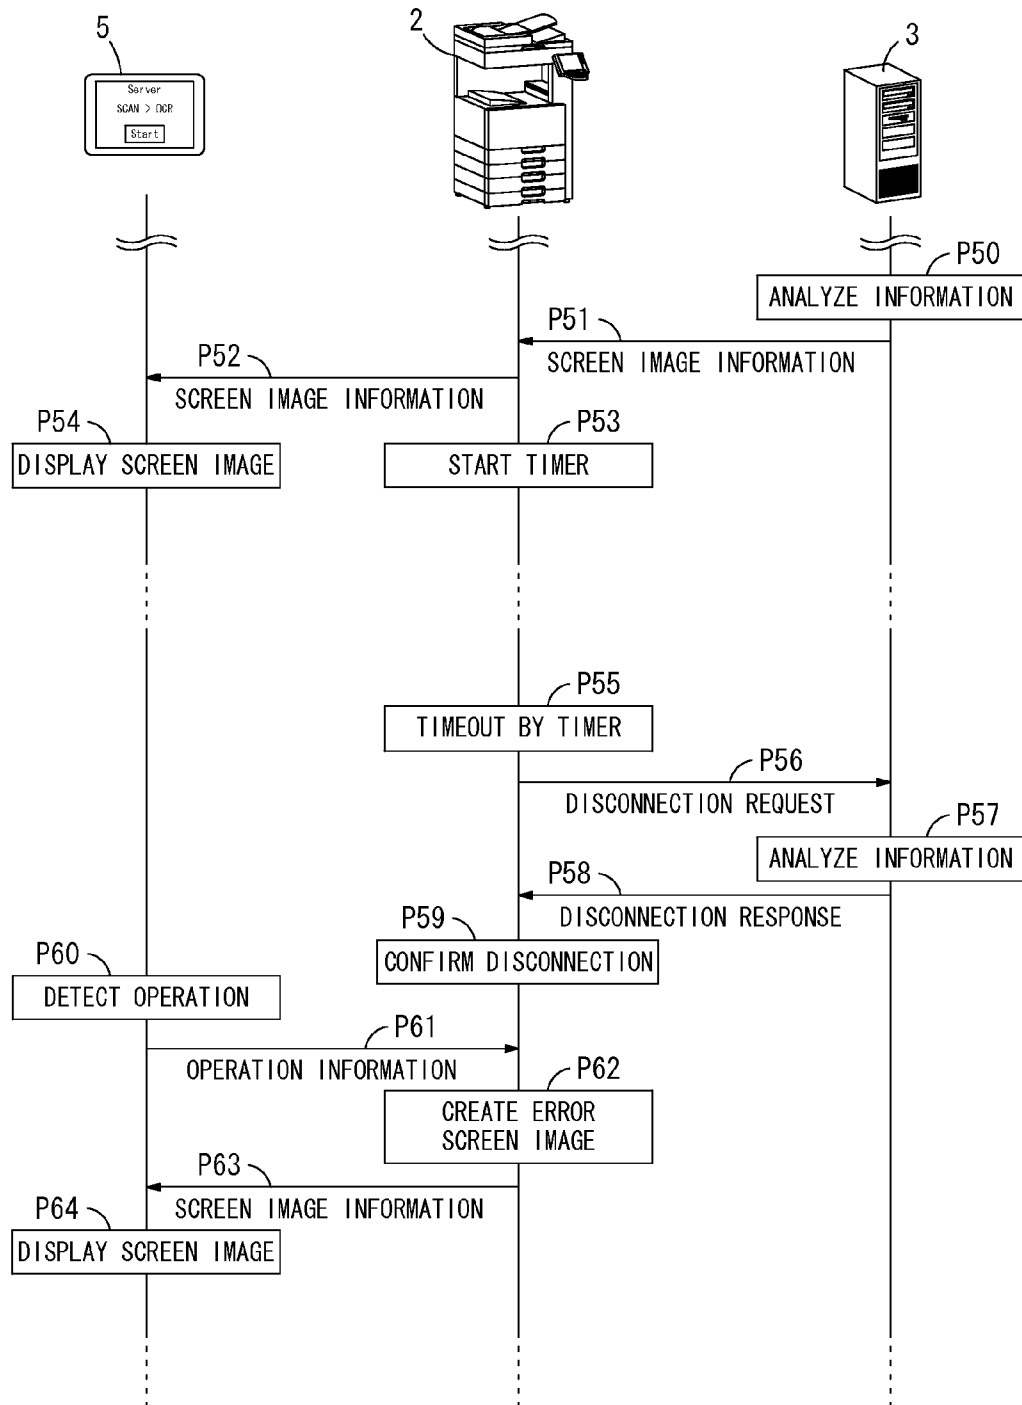 5
2
3
Server
SCAN > OCR
Start
P50
ANALYZE INFORMATION
P51
SCREEN IMAGE INFORMATION
P52
SCREEN IMAGE INFORMATION
P54
DISPLAY SCREEN IMAGE
P53
START TIMER
P55
TIMEOUT BY TIMER
P56
DISCONNECTION REQUEST
P57
ANALYZE INFORMATION
P58
DISCONNECTION RESPONSE
P59
CONFIRM DISCONNECTION
P60
DETECT OPERATION
P61
OPERATION INFORMATION
P62
CREATE ERROR
SCREEN IMAGE
P63
SCREEN IMAGE INFORMATION
P64
DISPLAY SCREEN IMAGE